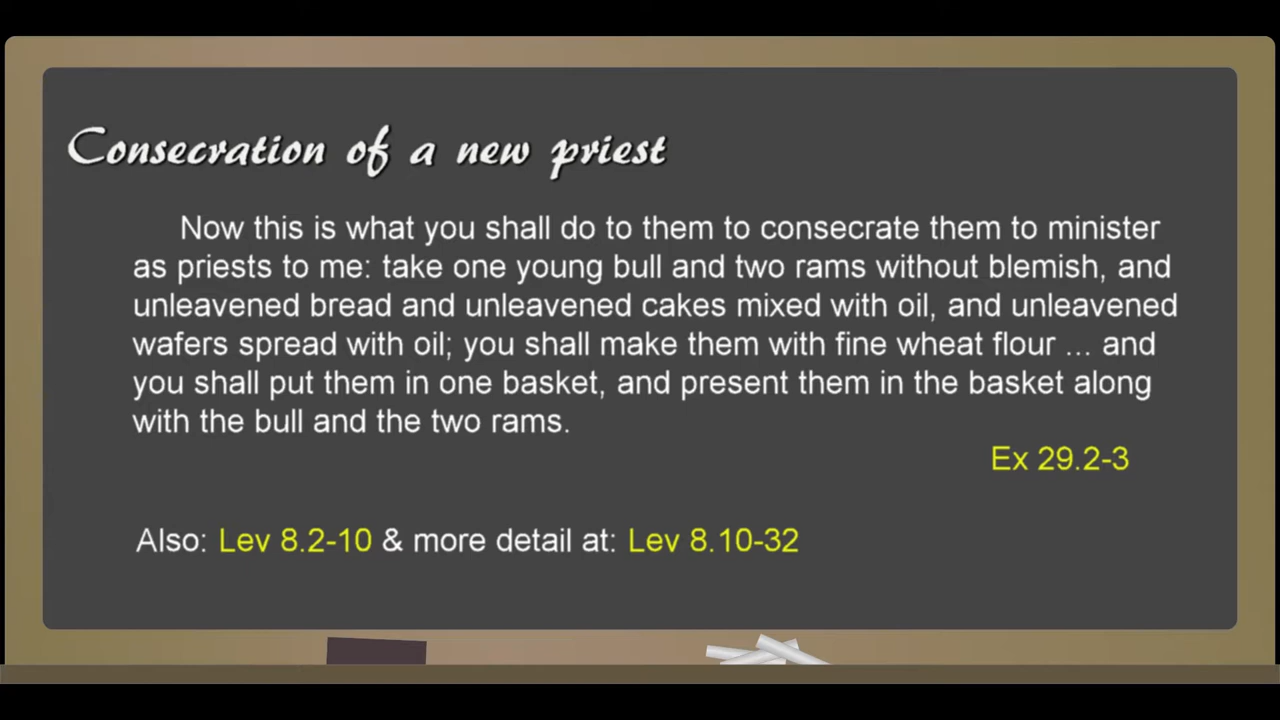 Consecration of a new priest
Now this is what you shall do to them to consecrate them to minister
as priests to me: take one young bull and two rams without blemish, and
unleavened bread and unleavened cakes mixed with oil, and unleavened
wafers spread with oil; you shall make them with fine wheat flour ... and
you shall put them in one basket, and present them in the basket along
with the bull and the two rams.
Ex 29.2-3
Also: Lev 8.2-10 & more detail at: Lev 8.10-32